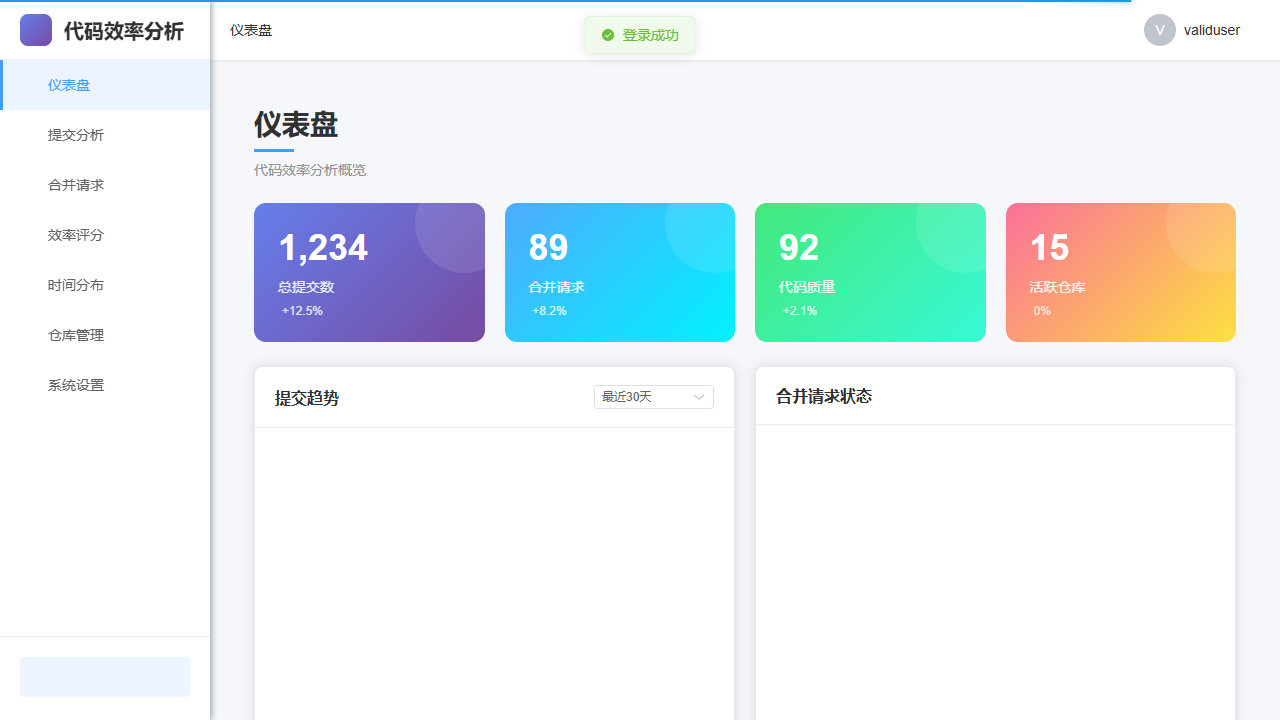 代码效率分析
仪表盘
提交分析
合并请求
效率评分
时间分布
仓库管理
系统设置
仪表盘
登录成功
V
validuser
仪表盘
代码效率分析概览
1,234
总提交数
+12.5%
89
合并请求
+8.2%
92
代码质量
+2.1%
15
活跃仓库
0%
提交趋势
最近30天
合并请求状态